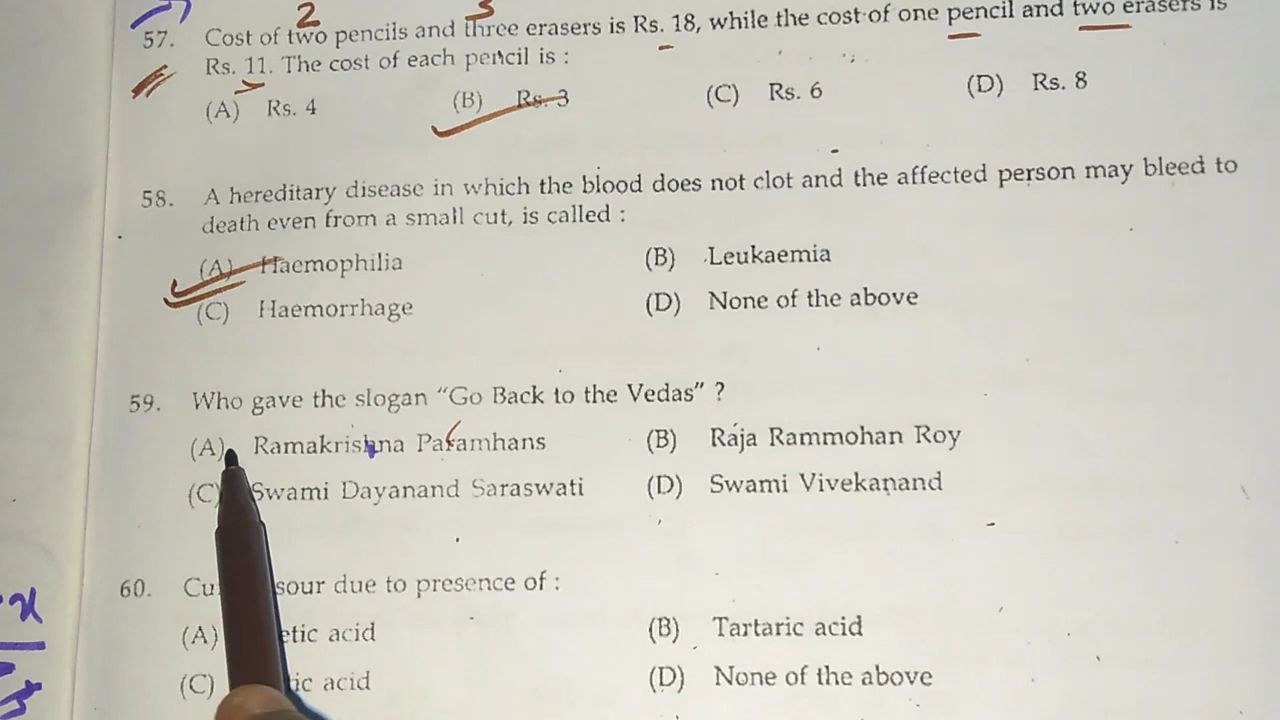 2 3
57. Cost of two pencils and three erasers is Rs. 18, while the cost of one pencil and two erasers is
Rs. 11. The cost of each pencil is :
(A) Rs. 4 (B) Rs. 3 (C) Rs. 6 (D) Rs. 8
58. A hereditary disease in which the blood does not clot and the affected person may bleed to
death even from a small cut, is called :
(A) Haemophilia (B) Leukaemia
(C) Haemorrhage (D) None of the above
59. Who gave the slogan “Go Back to the Vedas” ?
(A) Ramakrishna Paramhans (B) Raja Rammohan Roy
(C) Swami Dayanand Saraswati (D) Swami Vivekanand
60. sour due to presence of :
(A) acid (B) Tartaric acid
(C) acid (D) None of the above
x